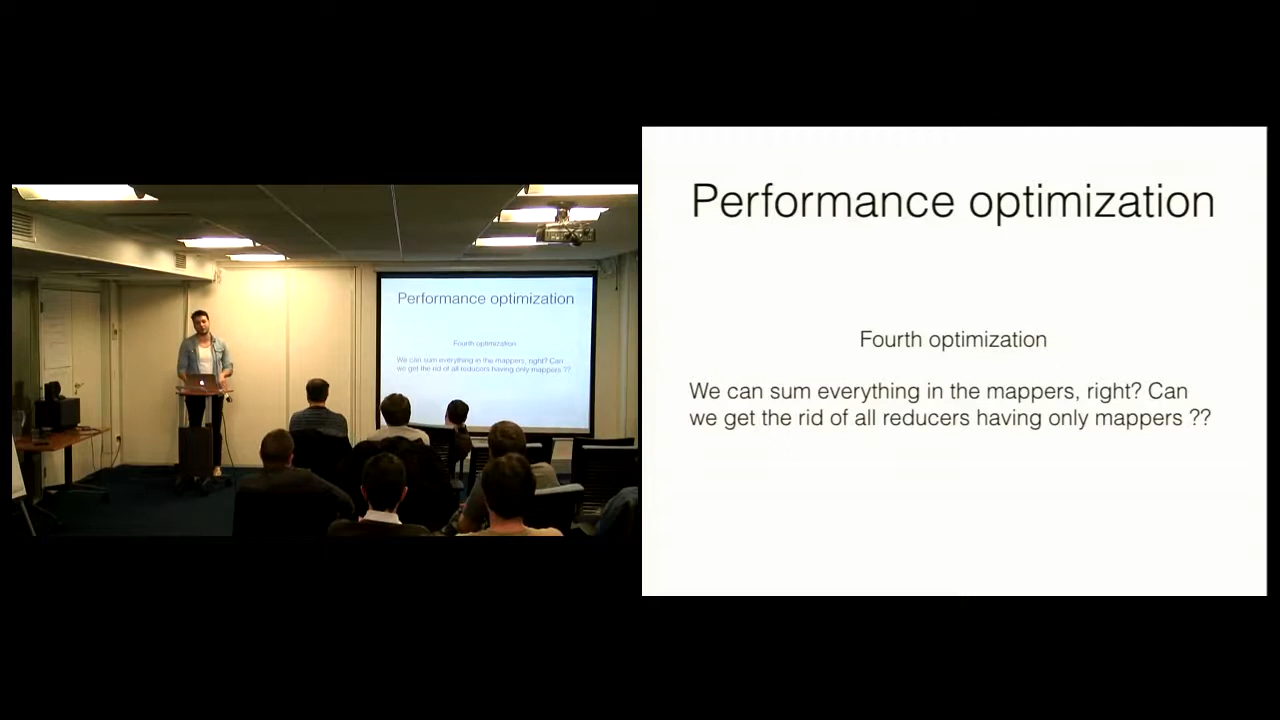 Performance optimization
Fourth optimization
We can sum everything in the mappers, right? Can
we get the rid of all reducers having only mappers ??
Performance optimization
Fourth optimization
We can sum everything in the mappers, right? Can
we get the rid of all reducers having only mappers ??